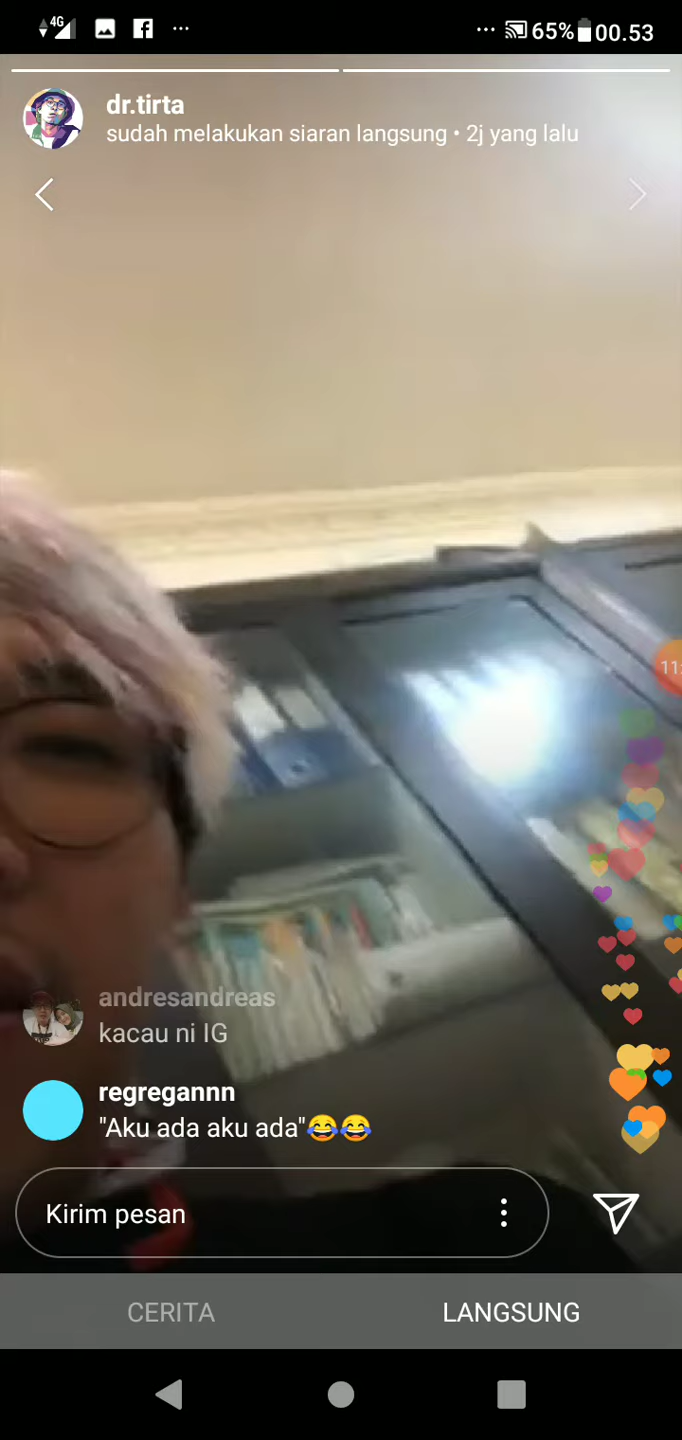 4G
65%
00.53
dr.tirta
sudah melakukan siaran langsung • 2j yang lalu
11:
andresandreas
kacau ni IG
regregannn
"Aku ada aku ada"😂😂
Kirim pesan
CERITA
LANGSUNG